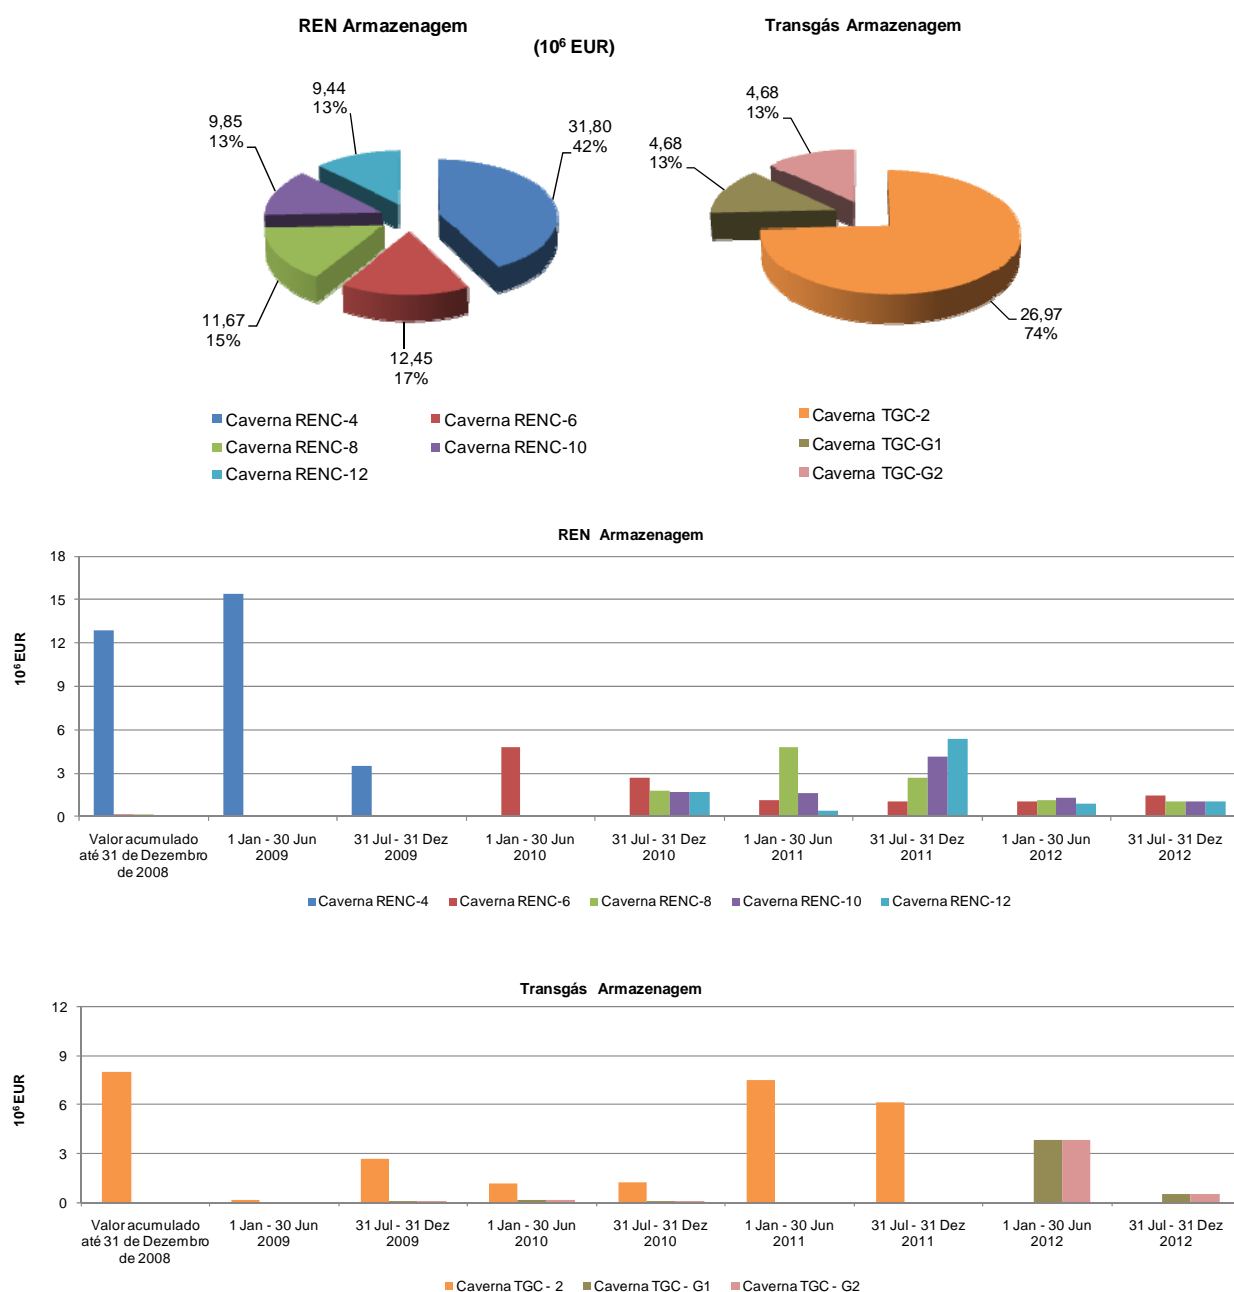 REN Armazenagem
Transgás Armazenagem
(10⁶ EUR)
9,44
13%
9,85
13%
31,80
42%
11,67
15%
12,45
17%
4,68
13%
4,68
13%
26,97
74%
Caverna RENC-4
Caverna RENC-6
Caverna RENC-8
Caverna RENC-10
Caverna RENC-12
Caverna TGC-2
Caverna TGC-G1
Caverna TGC-G2
REN Armazenagem
18
15
12
9
6
3
0
10⁶ EUR
Valor acumulado
até 31 de Dezembro
de 2008
1 Jan - 30 Jun
2009
31 Jul - 31 Dez
2009
1 Jan - 30 Jun
2010
31 Jul - 31 Dez
2010
1 Jan - 30 Jun
2011
31 Jul - 31 Dez
2011
1 Jan - 30 Jun
2012
31 Jul - 31 Dez
2012
Caverna RENC-4
Caverna RENC-6
Caverna RENC-8
Caverna RENC-10
Caverna RENC-12
Transgás Armazenagem
12
9
6
3
0
10⁶ EUR
Valor acumulado
até 31 de Dezembro
de 2008
1 Jan - 30 Jun
2009
31 Jul - 31 Dez
2009
1 Jan - 30 Jun
2010
31 Jul - 31 Dez
2010
1 Jan - 30 Jun
2011
31 Jul - 31 Dez
2011
1 Jan - 30 Jun
2012
31 Jul - 31 Dez
2012
Caverna TGC - 2
Caverna TGC - G1
Caverna TGC - G2